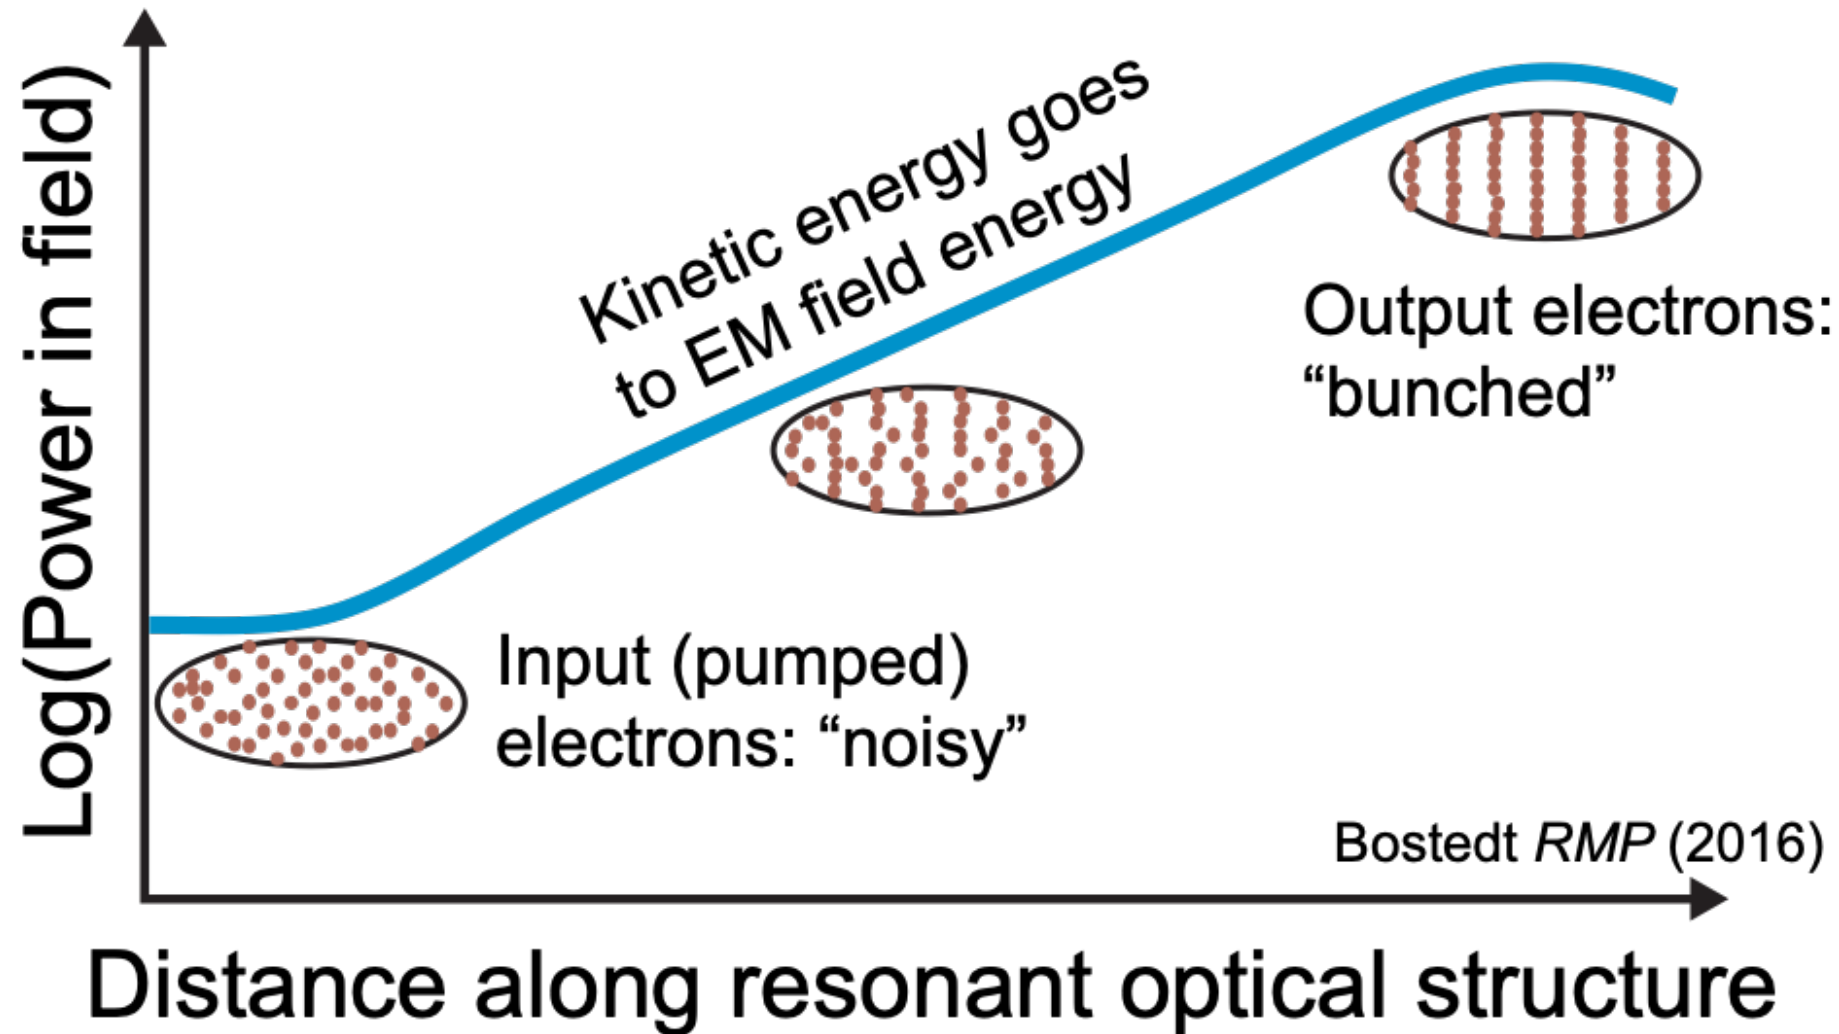 Log(Power in field)
Kinetic energy goes
to EM field energy
Output electrons:
“bunched”
Input (pumped)
electrons: “noisy”
Bostedt RMP (2016)
Distance along resonant optical structure